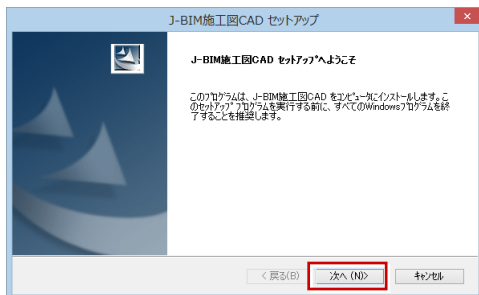 J-BIM施工図CAD セットアップ
J-BIM施工図CAD ｾｯﾄｱｯﾌﾟへようこそ
このﾌﾟﾛｸﾞﾗﾑは、J-BIM施工図CAD をｺﾝﾋﾟｭｰﾀにｲﾝｽﾄｰﾙします。こ
のｾｯﾄｱｯﾌﾟ ﾌﾟﾛｸﾞﾗﾑを実行する前に、すべてのWindowsﾌﾟﾛｸﾞﾗﾑを終
了することを推奨します。
< 戻る(B)
次へ (N)>
ｷｬﾝｾﾙ